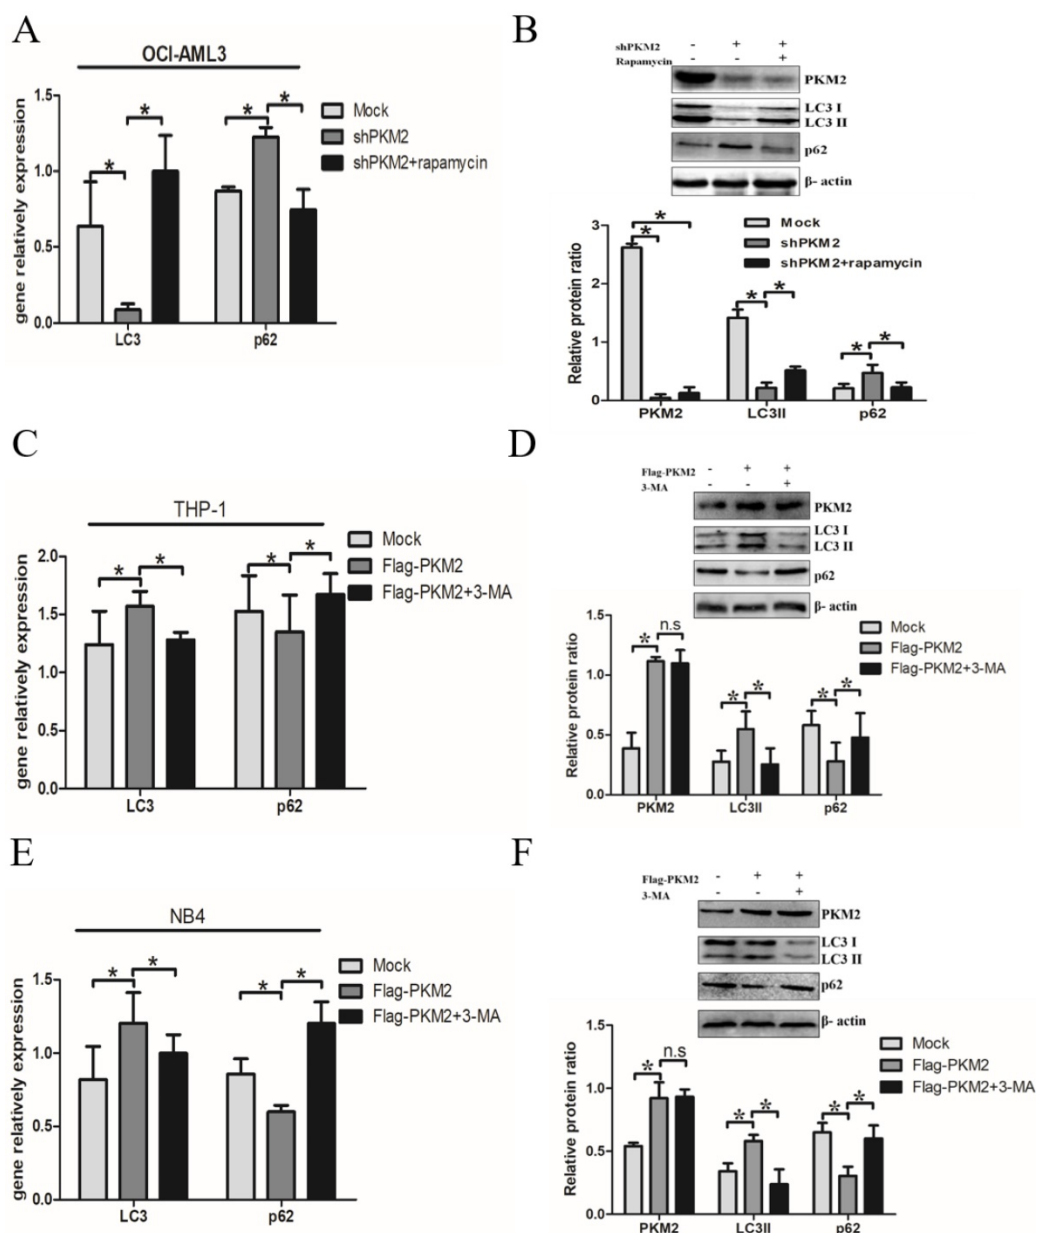 A
OCI-AML3
gene relatively expression
1.5
1.0
0.5
0.0
*
*
*
*
Mock
shPKM2
shPKM2+rapamycin
LC3
p62
B
shPKM2 - + +
Rapamycin - - +
PKM2
LC3 I
LC3 II
p62
β- actin
Relative protein ratio
3
2
1
0
*
*
*
*
*
*
Mock
shPKM2
shPKM2+rapamycin
PKM2
LC3II
p62
C
THP-1
gene relatively expression
2.0
1.5
1.0
0.5
0.0
*
*
*
*
Mock
Flag-PKM2
Flag-PKM2+3-MA
LC3
p62
D
Flag-PKM2 - + +
3-MA - - +
PKM2
LC3 I
LC3 II
p62
β- actin
Relative protein ratio
1.5
1.0
0.5
0.0
*
n.s
*
*
*
*
Mock
Flag-PKM2
Flag-PKM2+3-MA
PKM2
LC3II
p62
E
NB4
gene relatively expression
1.5
1.0
0.5
0.0
*
*
*
*
Mock
Flag-PKM2
Flag-PKM2+3-MA
LC3
p62
F
Flag-PKM2 - + +
3-MA - - +
PKM2
LC3 I
LC3 II
p62
β- actin
Relative protein ratio
1.5
1.0
0.5
0.0
*
n.s
*
*
*
*
Mock
Flag-PKM2
Flag-PKM2+3-MA
PKM2
LC3II
p62